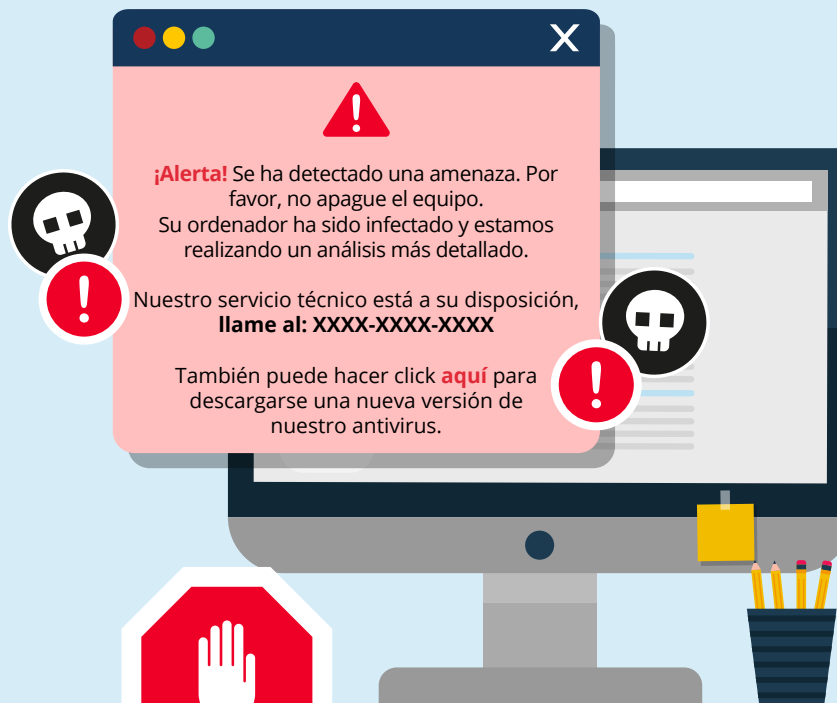 X
¡Alerta! Se ha detectado una amenaza. Por
favor, no apague el equipo.
Su ordenador ha sido infectado y estamos
realizando un análisis más detallado.
Nuestro servicio técnico está a su disposición,
llame al: XXXX-XXXX-XXXX
También puede hacer click aquí para
descargarse una nueva versión de
nuestro antivirus.